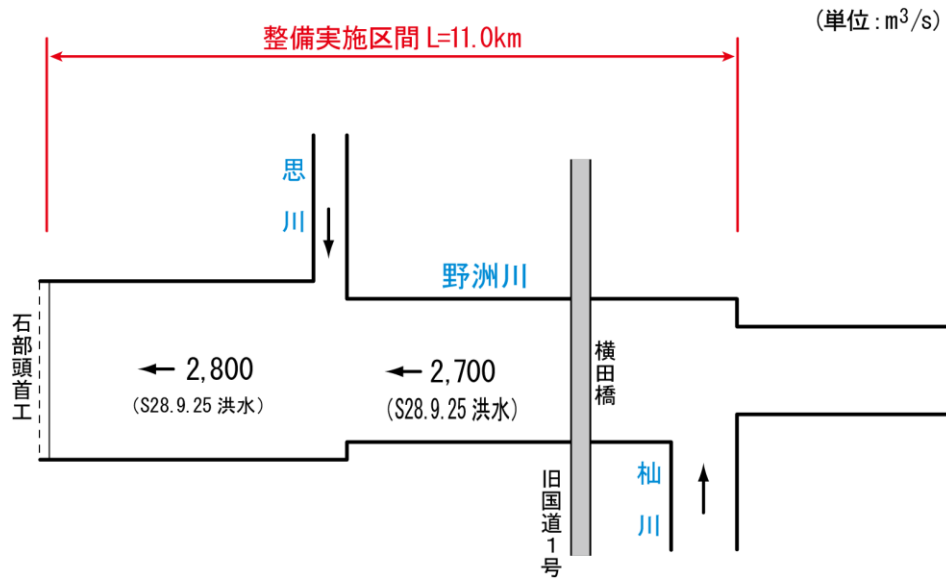 (単位:m³/s)
整備実施区間 L=11.0km
思川
野洲川
石部頭首工
← 2,800
(S28.9.25 洪水)
← 2,700
(S28.9.25 洪水)
横田橋
旧国道1号
杣川